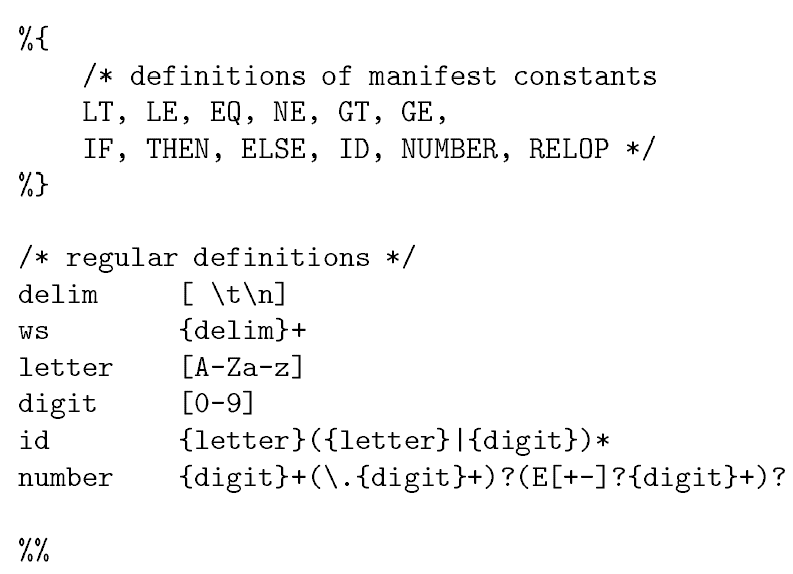 %{
    /* definitions of manifest constants
    LT, LE, EQ, NE, GT, GE,
    IF, THEN, ELSE, ID, NUMBER, RELOP */
%}

/* regular definitions */
delim     [ \t\n]
ws        {delim}+
letter    [A-Za-z]
digit     [0-9]
id        {letter}({letter}|{digit})*
number    {digit}+(\.{digit}+)?(E[+-]?{digit}+)?

%%